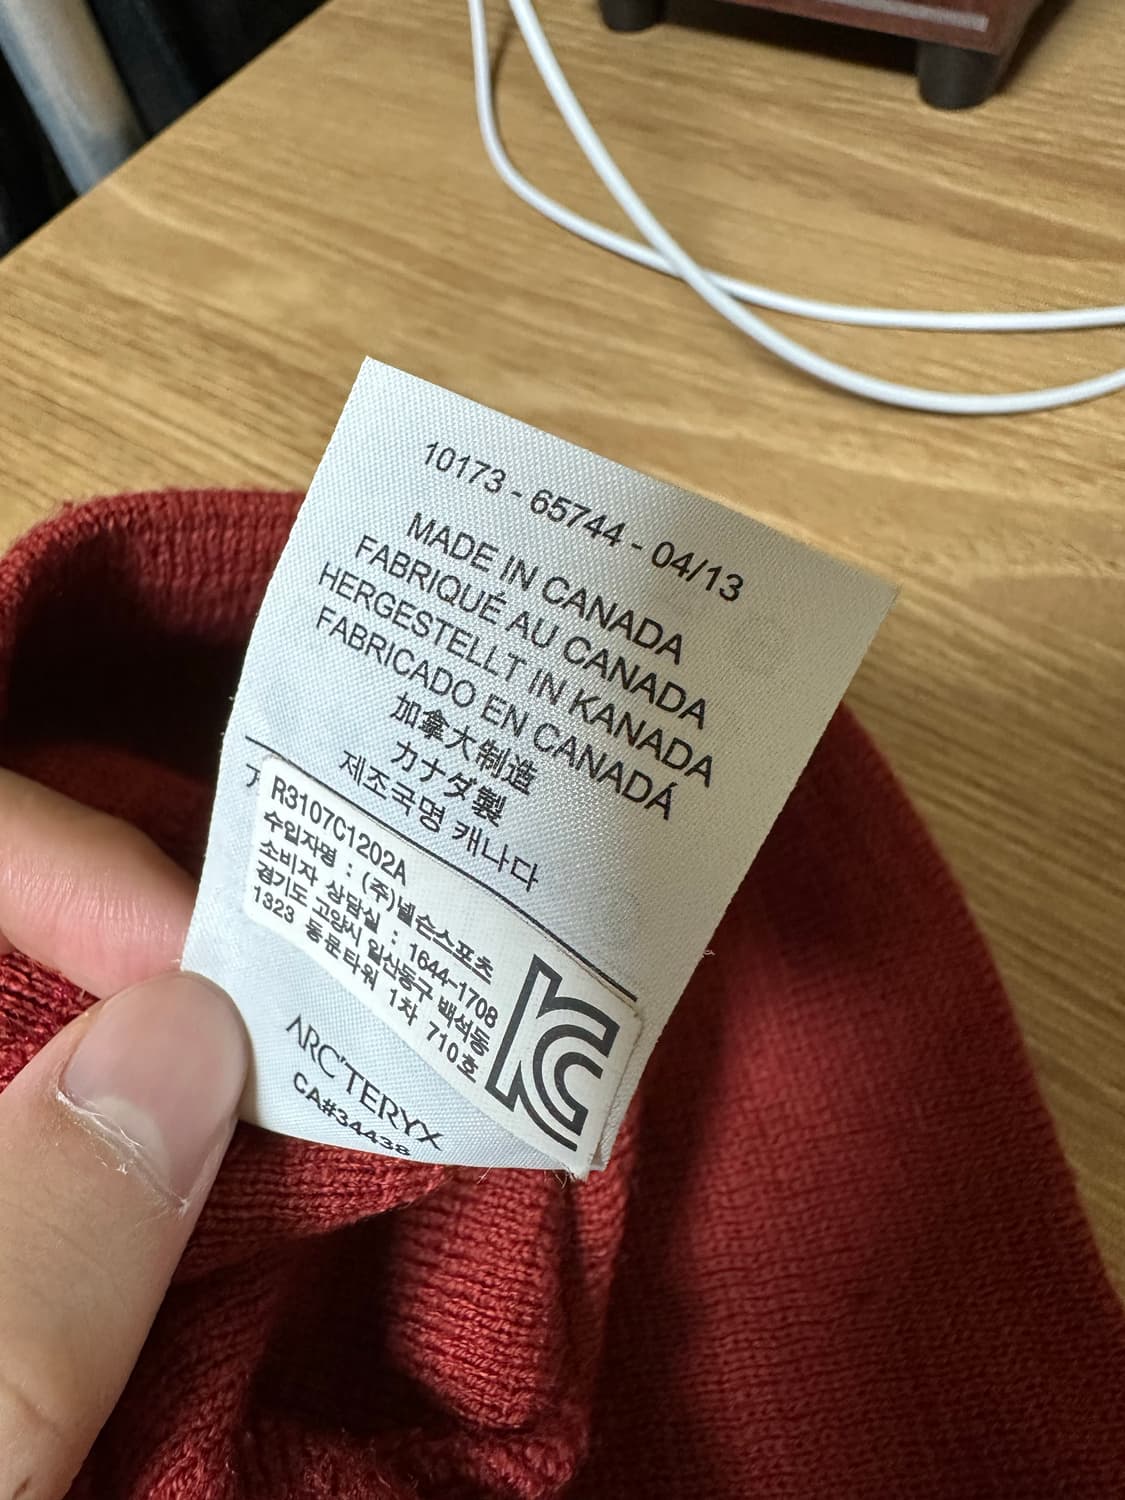 10173 - 65744 - 04/13
MADE IN CANADA
FABRIQUÉ AU CANADA
HERGESTELLT IN KANADA
FABRICADO EN CANADÁ
加拿大制造
カナダ製
제조국명 캐나다
R3107C1202A
수입자명 : (주)넬슨스포츠
소비자 상담실 : 1644-1708
경기도 고양시 일산동구 백석동
1323 동문타워 1차 710호
ARC'TERYX
CA#34438